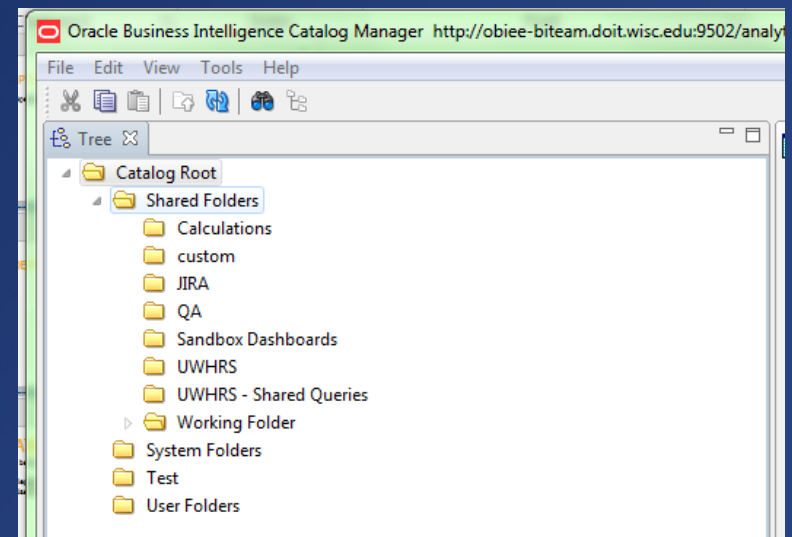 Oracle Business Intelligence Catalog Manager http://obiee-biteam.doit.wisc.edu:9502/analyt
File Edit View Tools Help
Tree
Catalog Root
Shared Folders
Calculations
custom
JIRA
QA
Sandbox Dashboards
UWHRS
UWHRS - Shared Queries
Working Folder
System Folders
Test
User Folders